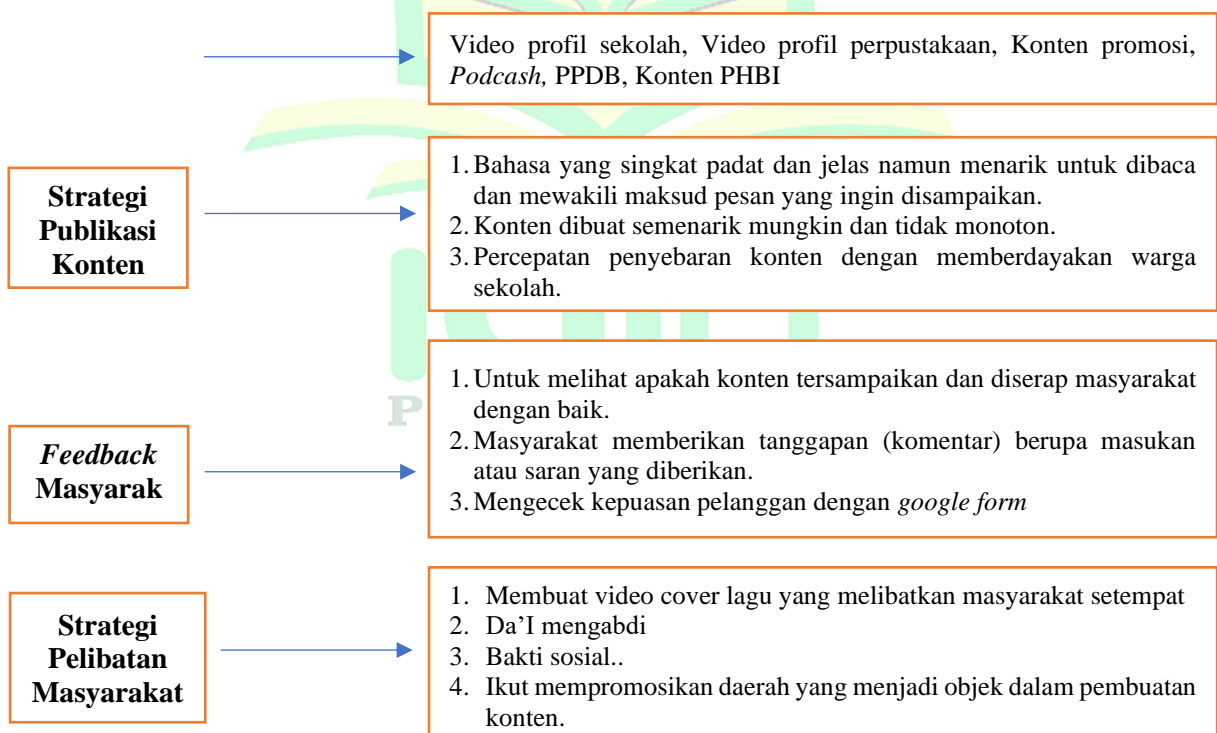 Video profil sekolah, Video profil perpustakaan, Konten promosi,
Podcash, PPDB, Konten PHBI
Strategi
Publikasi
Konten
1. Bahasa yang singkat padat dan jelas namun menarik untuk dibaca
dan mewakili maksud pesan yang ingin disampaikan.
2. Konten dibuat semenarik mungkin dan tidak monoton.
3. Percepatan penyebaran konten dengan memberdayakan warga
sekolah.
Feedback
Masyarak
1. Untuk melihat apakah konten tersampaikan dan diserap masyarakat
dengan baik.
2. Masyarakat memberikan tanggapan (komentar) berupa masukan
atau saran yang diberikan.
3. Mengecek kepuasan pelanggan dengan google form
Strategi
Pelibatan
Masyarakat
1. Membuat video cover lagu yang melibatkan masyarakat setempat
2. Da’I mengabdi
3. Bakti sosial..
4. Ikut mempromosikan daerah yang menjadi objek dalam pembuatan
konten.